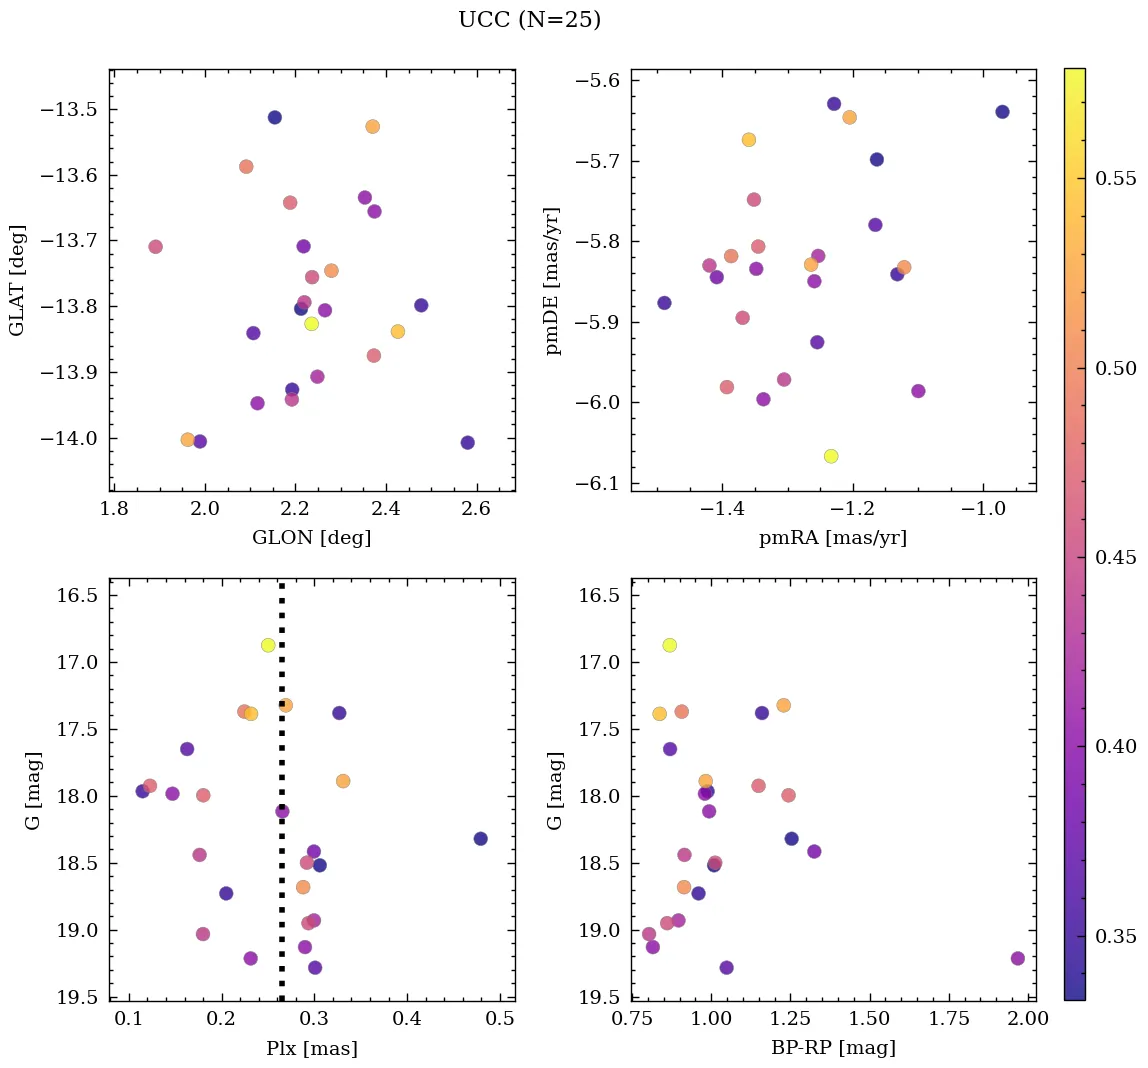 UCC (N=25)
−13.5
−13.6
−13.7
−13.8
−13.9
−14.0
GLAT [deg]
1.8 2.0 2.2 2.4 2.6
GLON [deg]
−5.6
−5.7
−5.8
−5.9
−6.0
−6.1
pmDE [mas/yr]
−1.4 −1.2 −1.0
pmRA [mas/yr]
16.5
17.0
17.5
18.0
18.5
19.0
19.5
G [mag]
0.1 0.2 0.3 0.4 0.5
Plx [mas]
16.5
17.0
17.5
18.0
18.5
19.0
19.5
G [mag]
0.75 1.00 1.25 1.50 1.75 2.00
BP-RP [mag]
0.55
0.50
0.45
0.40
0.35